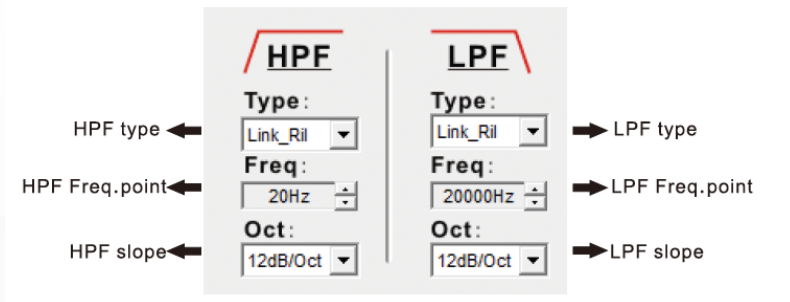 HPF
LPF
Type:
Type:
HPF type
Link_Ril
Link_Ril
LPF type
Freq:
Freq:
HPF Freq.point
20Hz
20000Hz
LPF Freq.point
Oct:
Oct:
HPF slope
12dB/Oct
12dB/Oct
LPF slope